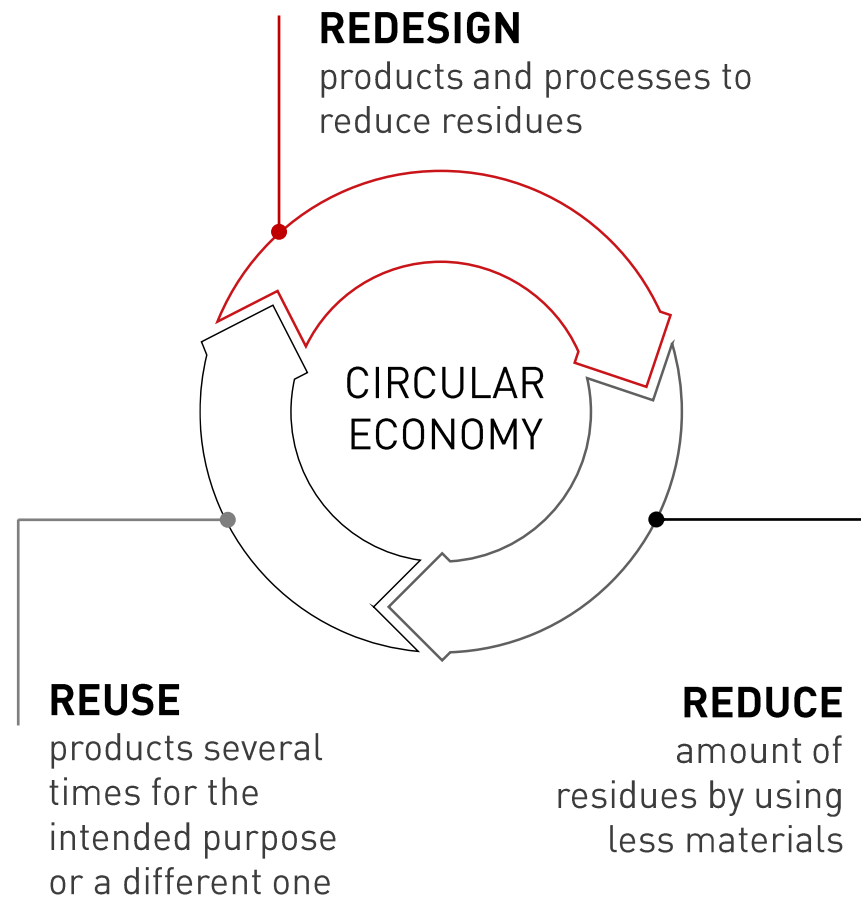 REDESIGN
products and processes to
reduce residues
CIRCULAR
ECONOMY
REUSE
products several
times for the
intended purpose
or a different one
REDUCE
amount of
residues by using
less materials